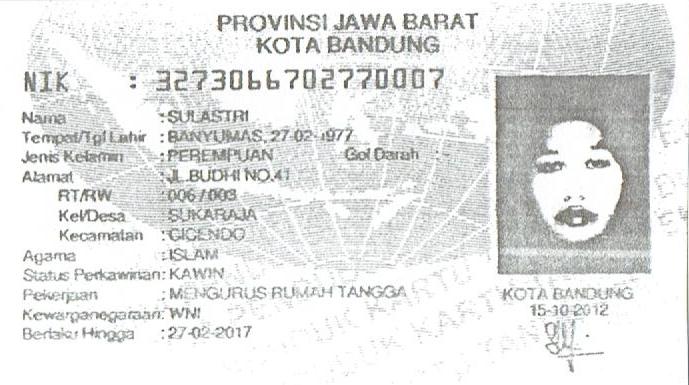 PROVINSI JAWA BARAT
KOTA BANDUNG
NIK : 3273066702770007
Nama : SULASTRI
Tempat/Tgl Lahir : BANYUMAS, 27-02-1977
Jenis Kelamin : PEREMPUAN Gol Darah : -
Alamat : JL.BUDHI NO.41
RT/RW : 006 / 003
Kel/Desa : SUKARAJA
Kecamatan : CICENDO
Agama : ISLAM
Status Perkawinan: KAWIN
Pekerjaan : MENGURUS RUMAH TANGGA
Kewarganegaraan: WNI
Berlaku Hingga : 27-02-2017
KOTA BANDUNG
15-10-2012